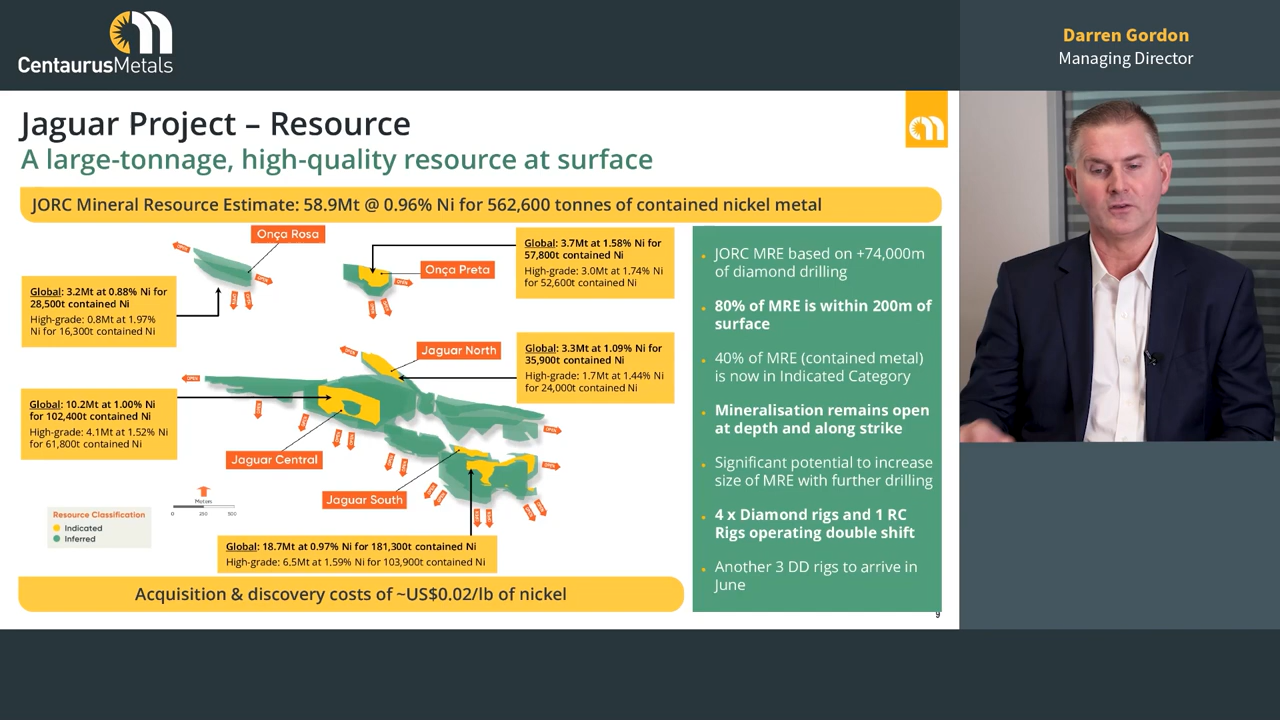 CentaurusMetals
Darren Gordon
Managing Director
Jaguar Project – Resource
A large-tonnage, high-quality resource at surface
JORC Mineral Resource Estimate: 58.9Mt @ 0.96% Ni for 562,600 tonnes of contained nickel metal
Onça Rosa
OPEN
OPEN
Global: 3.2Mt at 0.88% Ni for
28,500t contained Ni
High-grade: 0.8Mt at 1.97%
Ni for 16,300t contained Ni
Onça Preta
OPEN
Global: 3.7Mt at 1.58% Ni for
57,800t contained Ni
High-grade: 3.0Mt at 1.74% Ni
for 52,600t contained Ni
Jaguar North
OPEN
Global: 3.3Mt at 1.09% Ni for
35,900t contained Ni
High-grade: 1.7Mt at 1.44% Ni
for 24,000t contained Ni
OPEN
Global: 10.2Mt at 1.00% Ni
for 102,400t contained Ni
High-grade: 4.1Mt at 1.52% Ni
for 61,800t contained Ni
Jaguar Central
OPEN
OPEN
Jaguar South
Meters
0 250 500
Resource Classification
Indicated
Inferred
Global: 18.7Mt at 0.97% Ni for 181,300t contained Ni
High-grade: 6.5Mt at 1.59% Ni for 103,900t contained Ni
Acquisition & discovery costs of ~US$0.02/lb of nickel
JORC MRE based on +74,000m
of diamond drilling
80% of MRE is within 200m of
surface
40% of MRE (contained metal)
is now in Indicated Category
Mineralisation remains open
at depth and along strike
Significant potential to increase
size of MRE with further drilling
4 x Diamond rigs and 1 RC
Rigs operating double shift
Another 3 DD rigs to arrive in
June
9